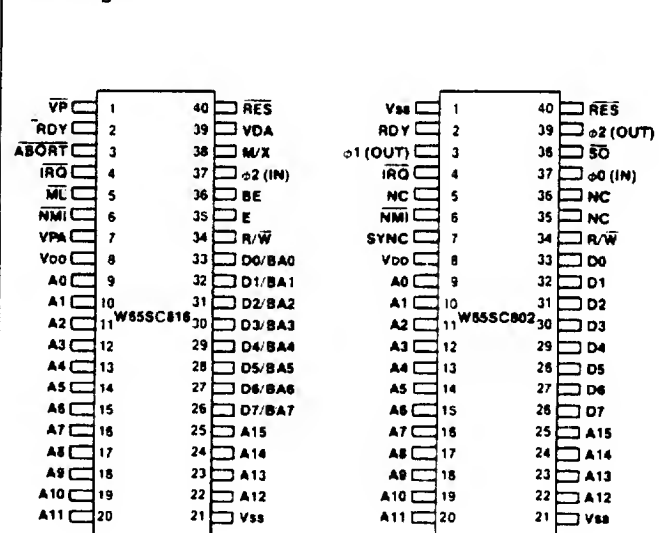 VP 1 40 RES
RDY 2 39 VDA
ABORT 3 38 M/X
IRQ 4 37 φ2 (IN)
ML 5 36 BE
NMI 6 35 E
VPA 7 34 R/W
VDD 8 33 D0/BA0
A0 9 32 D1/BA1
A1 10 31 D2/BA2
A2 11 W65SC816 30 D3/BA3
A3 12 29 D4/BA4
A4 13 28 D5/BA5
A5 14 27 D6/BA6
A6 15 26 D7/BA7
A7 16 25 A15
A8 17 24 A14
A9 18 23 A13
A10 19 22 A12
A11 20 21 Vss
Vss 1 40 RES
RDY 2 39 φ2 (OUT)
φ1 (OUT) 3 38 SO
IRQ 4 37 φ0 (IN)
NC 5 36 NC
NMI 6 35 NC
SYNC 7 34 R/W
VDD 8 33 D0
A0 9 32 D1
A1 10 31 D2
A2 11 W65SC802 30 D3
A3 12 29 D4
A4 13 28 D5
A5 14 27 D6
A6 15 26 D7
A7 16 25 A15
A8 17 24 A14
A9 18 23 A13
A10 19 22 A12
A11 20 21 Vss